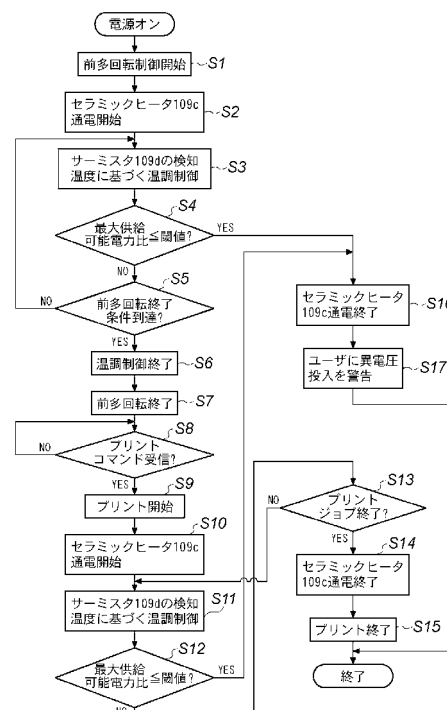 電源オン
前多回転制御開始
S1
セラミックヒータ109c
通電開始
S2
サーミスタ109dの検知
温度に基づく温調制御
S3
S4
最大供給
可能電力比≦閾値?
YES
NO
S5
前多回転終了
条件到達?
NO
YES
温調制御終了
S6
前多回転終了
S7
S8
プリント
コマンド受信?
NO
YES
S9
プリント開始
S10
セラミックヒータ109c
通電開始
サーミスタ109dの検知
温度に基づく温調制御
S11
S12
最大供給
可能電力比≦閾値?
YES
NO
S13
プリント
ジョブ終了?
NO
YES
S14
セラミックヒータ
109c通電終了
S15
プリント終了
終了
セラミックヒータ
109c通電終了
S16
ユーザに異電圧
投入を警告
S17